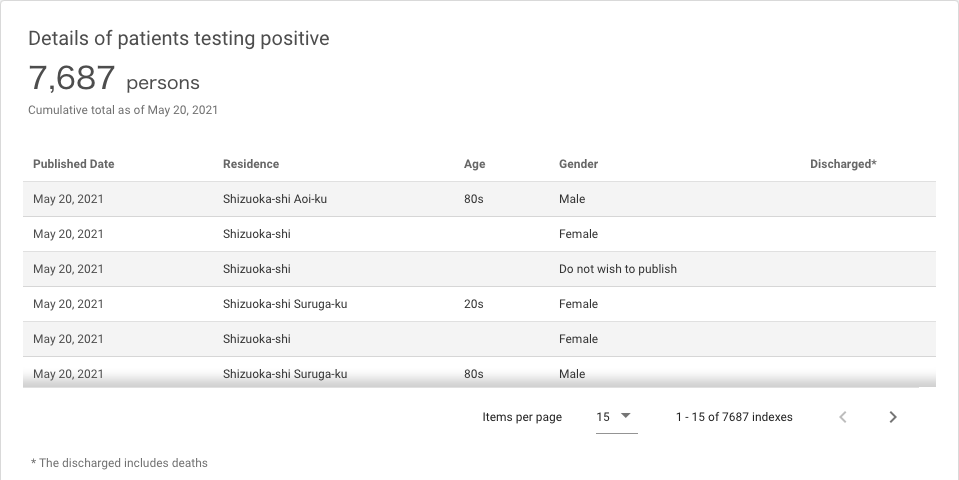 Details of patients testing positive
7,687 persons
Cumulative total as of May 20, 2021
Published Date Residence Age Gender Discharged*
May 20, 2021 Shizuoka-shi Aoi-ku 80s Male
May 20, 2021 Shizuoka-shi Female
May 20, 2021 Shizuoka-shi Do not wish to publish
May 20, 2021 Shizuoka-shi Suruga-ku 20s Female
May 20, 2021 Shizuoka-shi Female
May 20, 2021 Shizuoka-shi Suruga-ku 80s Male
Items per page 15 1 - 15 of 7687 indexes
* The discharged includes deaths